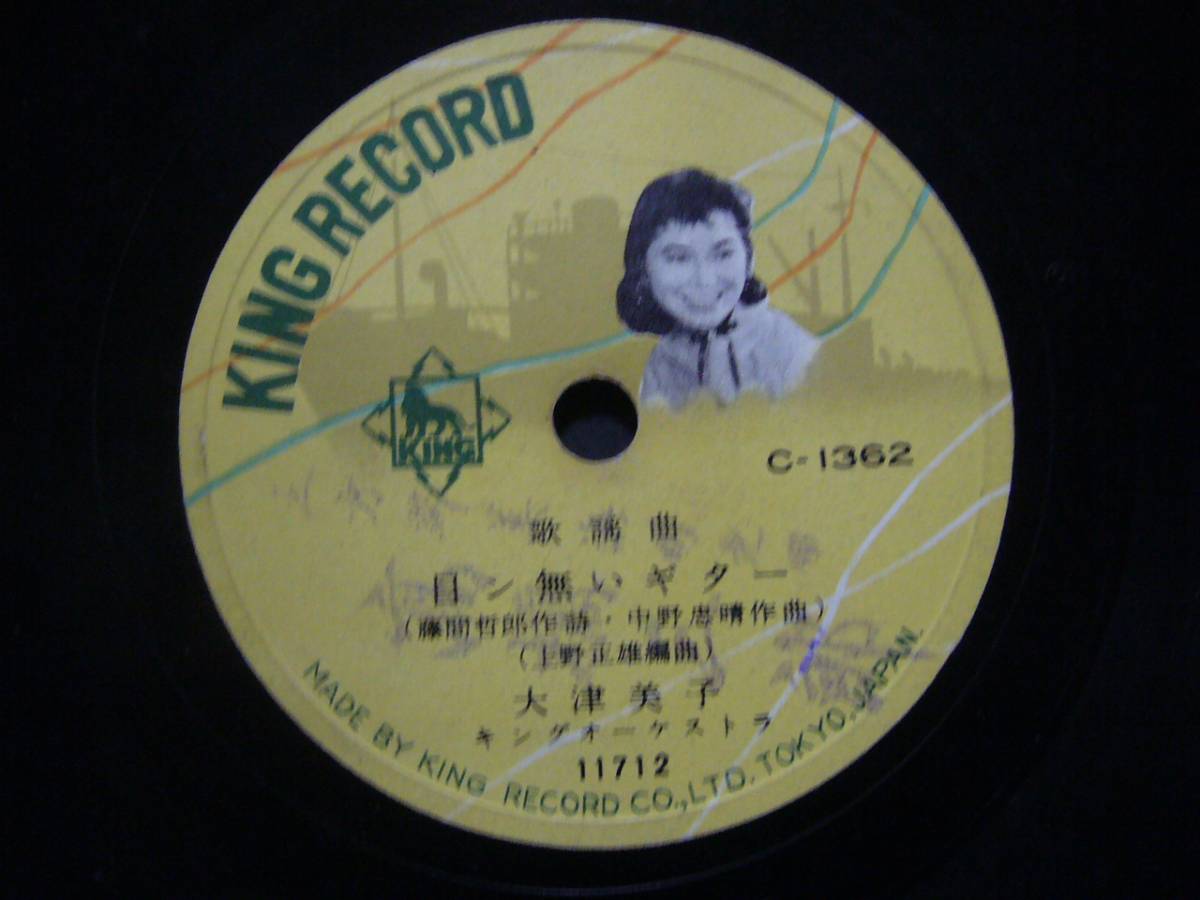 KING RECORD
KING
C-1362
歌謡曲
目ン無いギター
(藤間哲郎作詩・中野忠晴作曲)
(上野正雄編曲)
大津美子
キングオーケストラ
11712
MADE BY KING RECORD CO.,LTD. TOKYO, JAPAN.